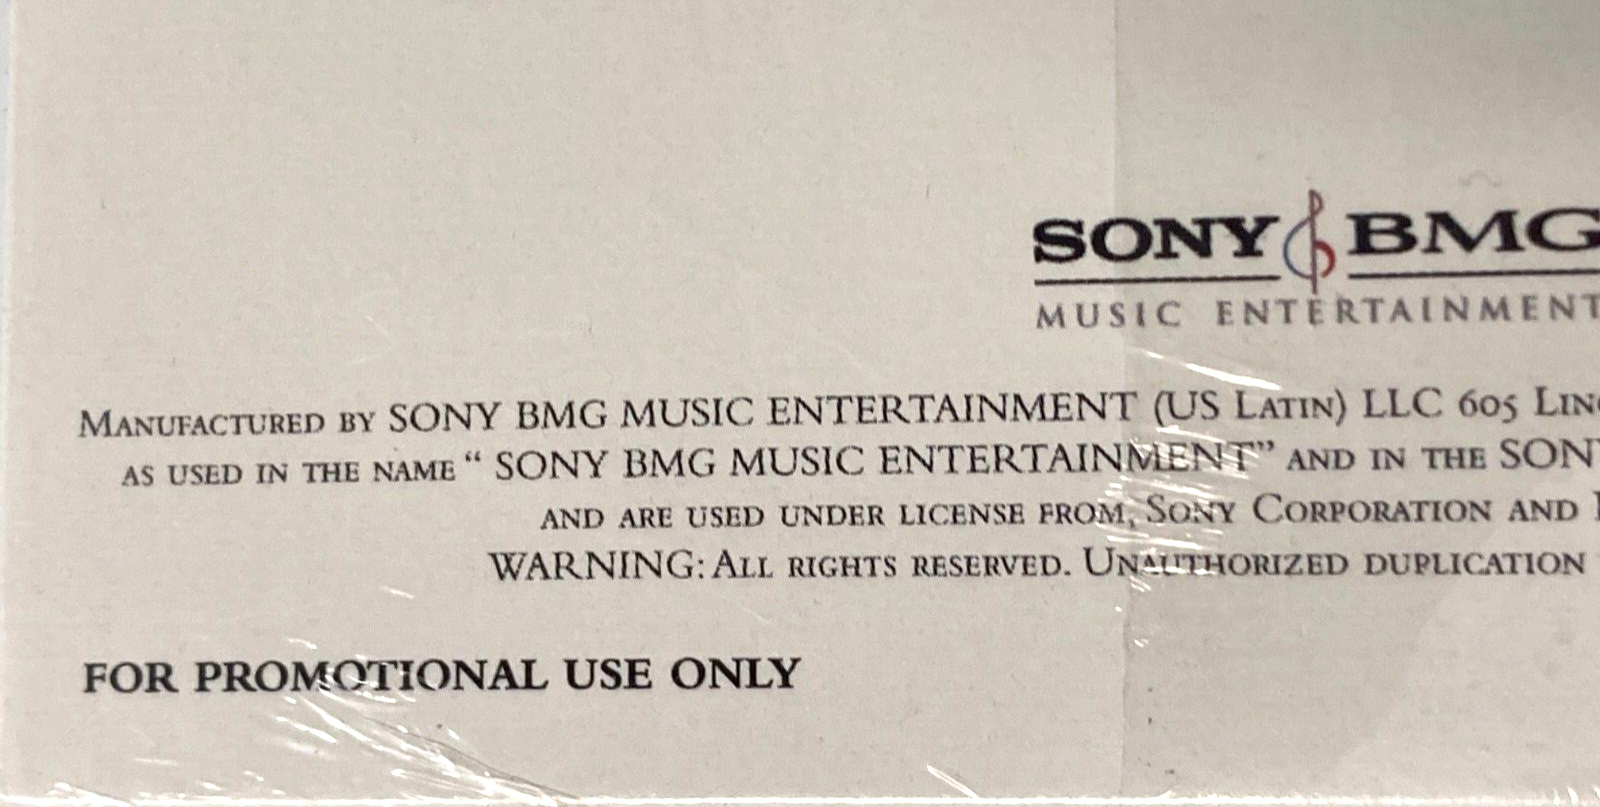 SONY BMG
MUSIC ENTERTAINMENT
Manufactured by SONY BMG MUSIC ENTERTAINMENT (US Latin) LLC 605
as used in the name “ SONY BMG MUSIC ENTERTAINMENT” and in the
and are used under license from, Sony Corporation and
WARNING: All rights reserved. Unauthorized duplication
FOR PROMOTIONAL USE ONLY